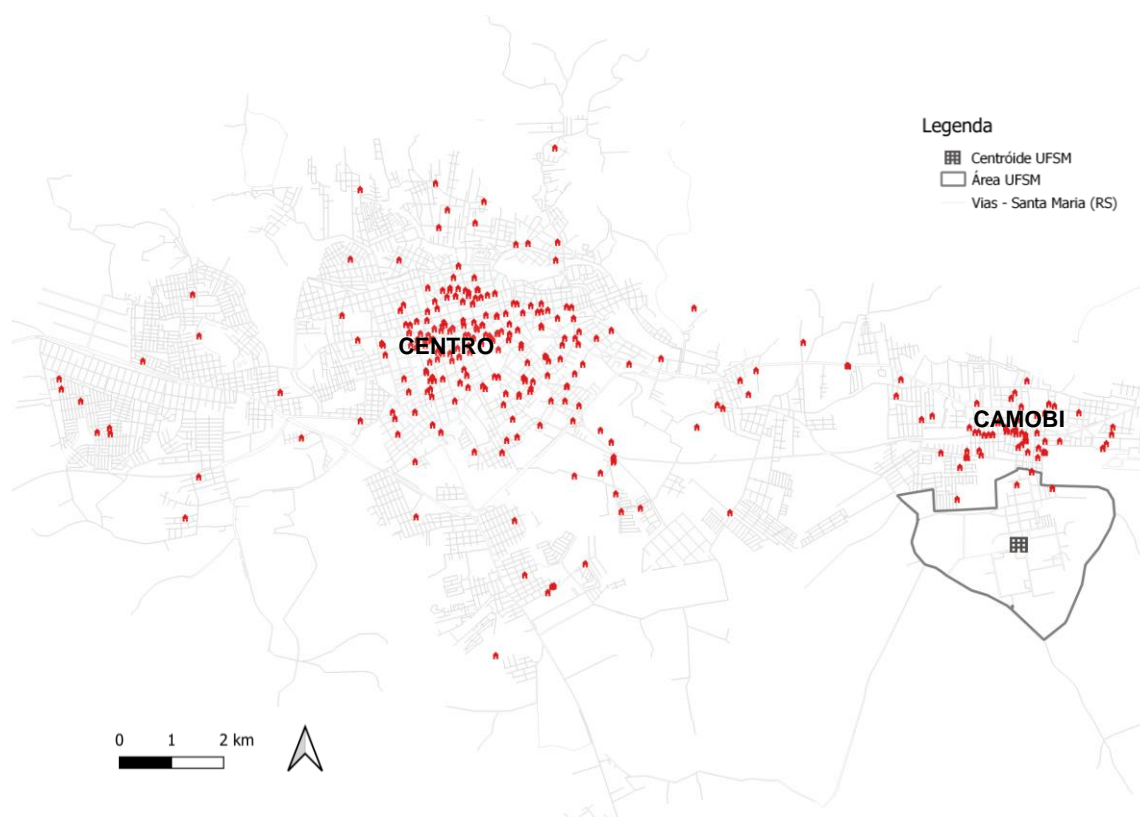 Legenda
Centróide UFSM
Área UFSM
Vias - Santa Maria (RS)
CENTRO
CAMOBI
0 1 2 km